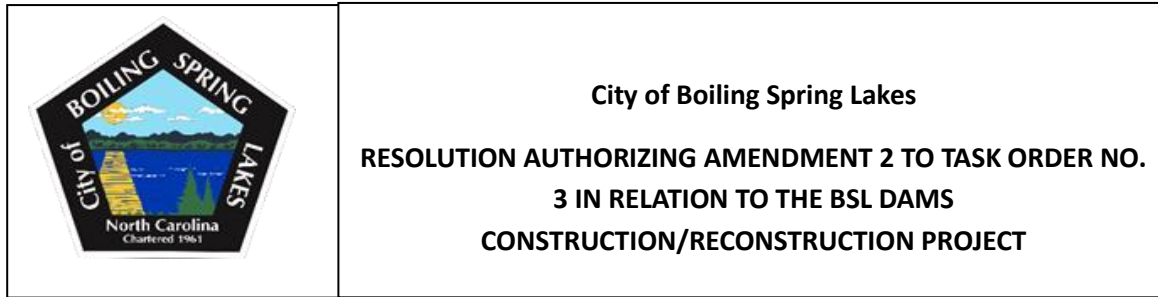 City of BOILING SPRING LAKES
North Carolina
Chartered 1961
City of Boiling Spring Lakes
RESOLUTION AUTHORIZING AMENDMENT 2 TO TASK ORDER NO.
3 IN RELATION TO THE BSL DAMS
CONSTRUCTION/RECONSTRUCTION PROJECT